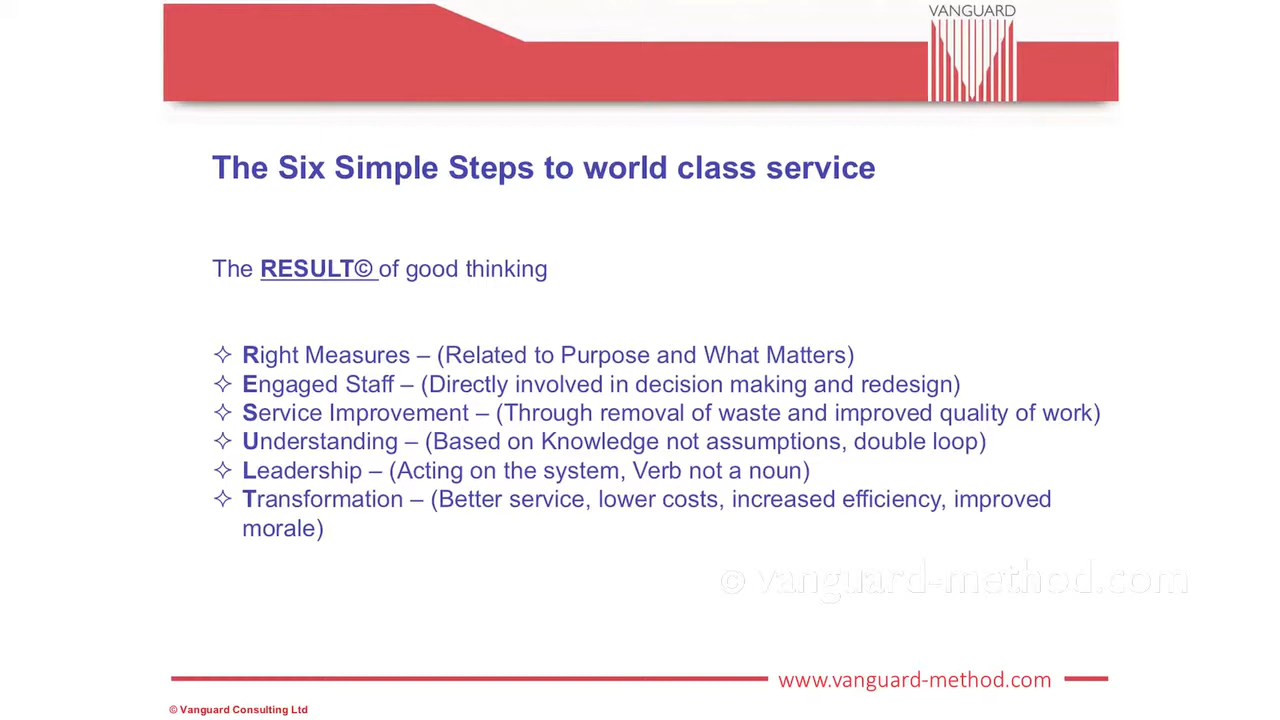 VANGUARD
The Six Simple Steps to world class service
The RESULT© of good thinking
✧ Right Measures – (Related to Purpose and What Matters)
✧ Engaged Staff – (Directly involved in decision making and redesign)
✧ Service Improvement – (Through removal of waste and improved quality of work)
✧ Understanding – (Based on Knowledge not assumptions, double loop)
✧ Leadership – (Acting on the system, Verb not a noun)
✧ Transformation – (Better service, lower costs, increased efficiency, improved
morale)
© vanguard-method.com
www.vanguard-method.com
© Vanguard Consulting Ltd